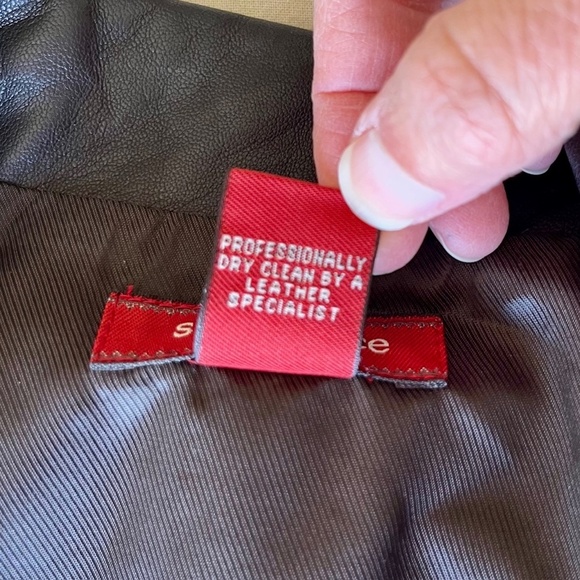 PROFESSIONALLY
DRY CLEAN BY A
LEATHER
SPECIALIST
s e